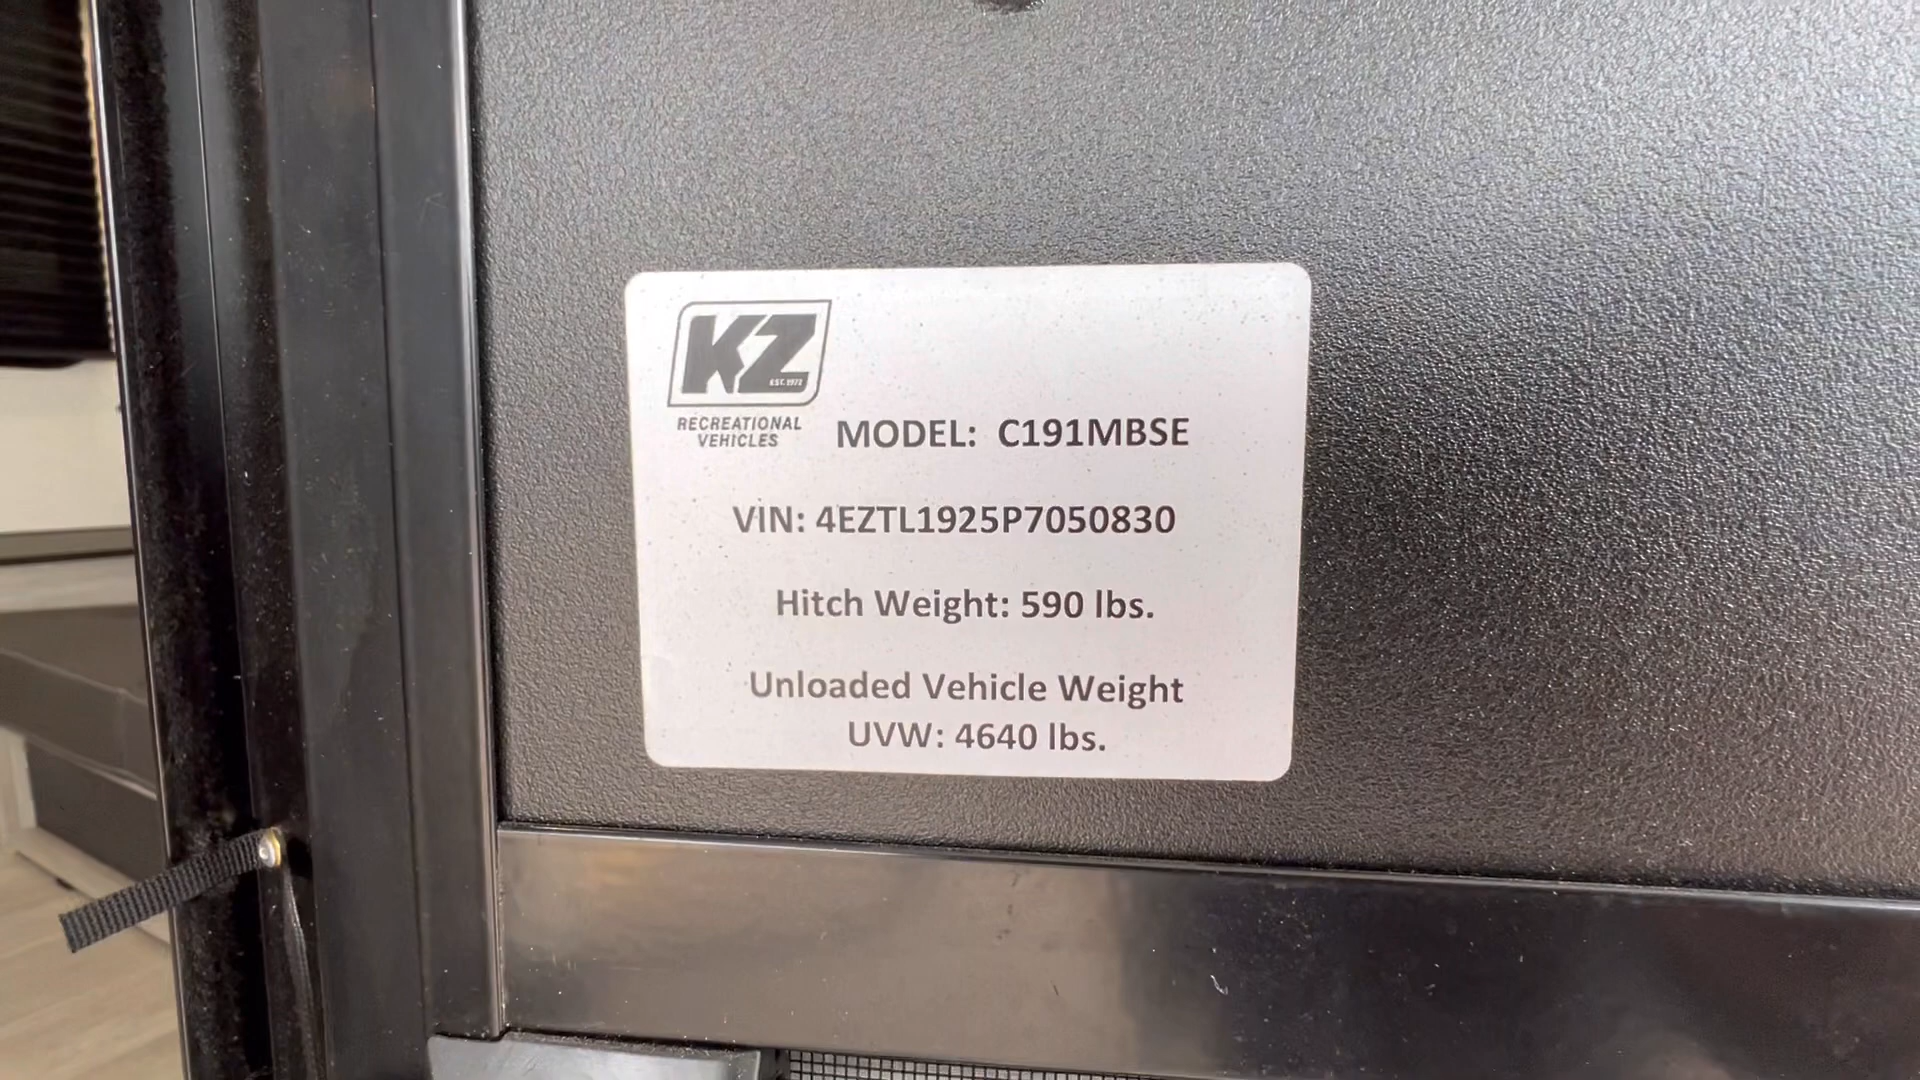 KZ
EST. 1972
RECREATIONAL
VEHICLES
MODEL: C191MBSE
VIN: 4EZTL1925P7050830
Hitch Weight: 590 lbs.
Unloaded Vehicle Weight
UVW: 4640 lbs.